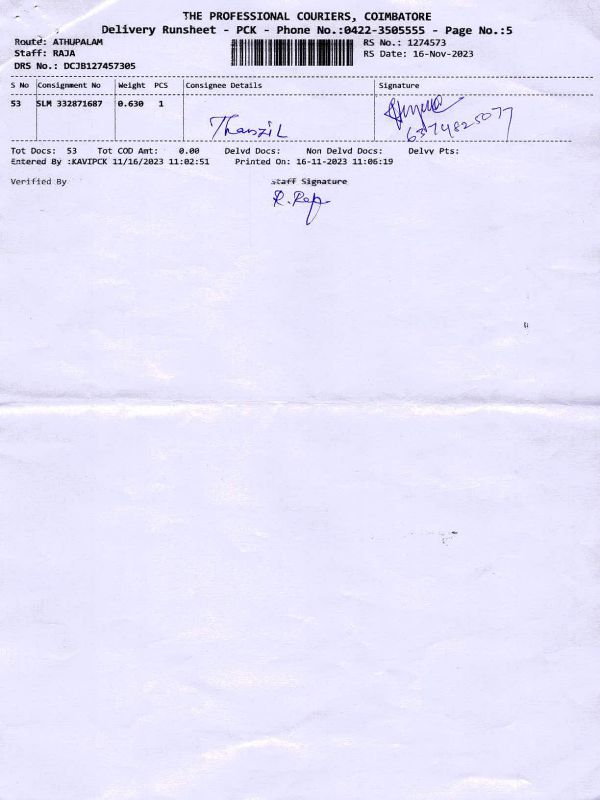 THE PROFESSIONAL COURIERS, COIMBATORE
Delivery Runsheet - PCK - Phone No.:0422-3505555 - Page No.:5
Route: ATHUPALAM
RS No.: 1274573
Staff: RAJA
RS Date: 16-Nov-2023
DRS No.: DCJB127457305
S No Consignment No Weight PCS Consignee Details Signature
53 SLM 332871687 0.630 1
Thanzil
6374825077
Tot Docs: 53 Tot COD Amt: 0.00 Delvd Docs: Non Delvd Docs: Delvy Pts:
Entered By :KAVIPCK 11/16/2023 11:02:51 Printed On: 16-11-2023 11:06:19
Verified By staff Signature